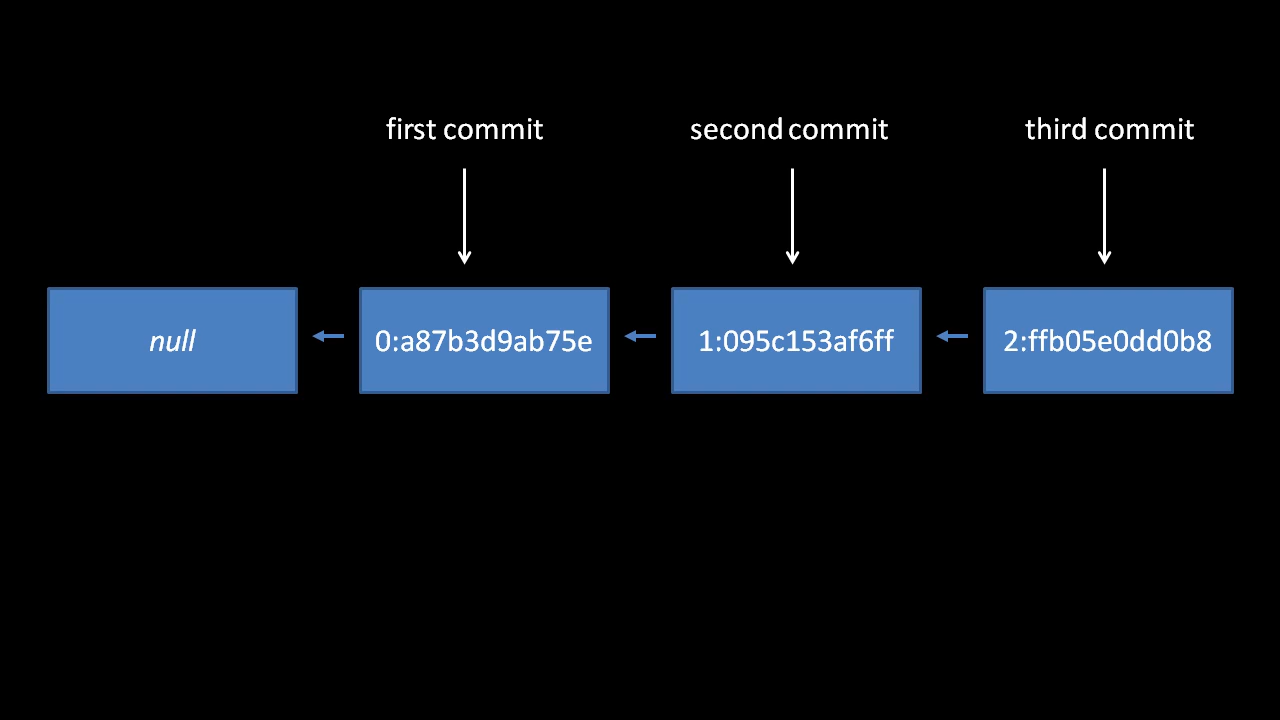 first commit
second commit
third commit
null
0:a87b3d9ab75e
1:095c153af6ff
2:ffb05e0dd0b8